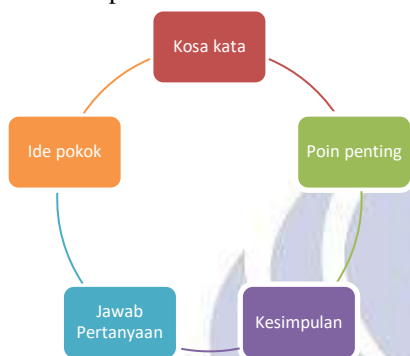 Kosa kata
Ide pokok
Poin penting
Jawab
Pertanyaan
Kesimpulan